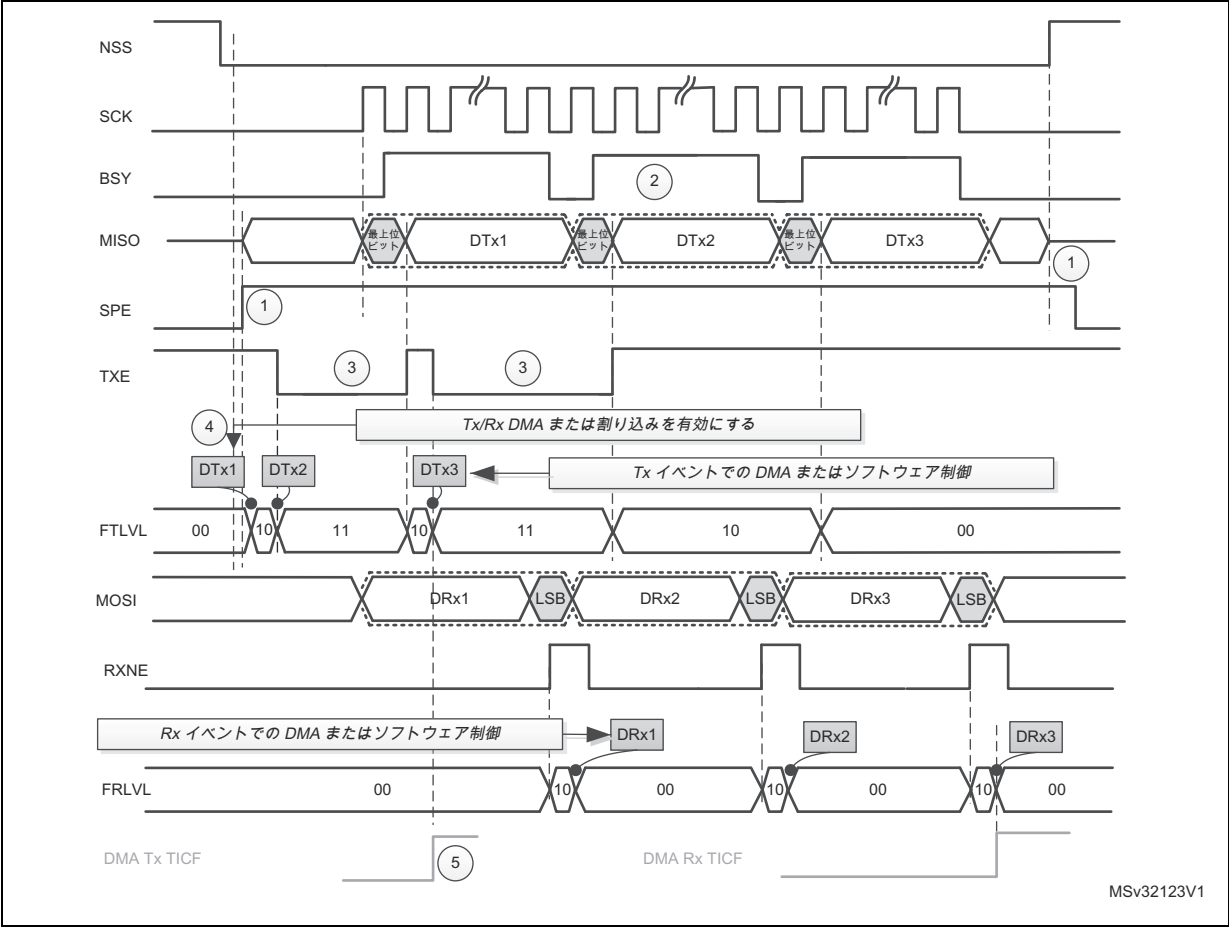 NSS
SCK
BSY
2
MISO
最上位
ビット
DTx1
最上位
ビット
DTx2
最上位
ビット
DTx3
1
SPE
1
TXE
3
3
4
Tx/Rx DMA または割り込みを有効にする
DTx1
DTx2
DTx3
Tx イベントでの DMA またはソフトウェア制御
FTLVL
00
10
11
10
11
10
00
MOSI
DRx1
LSB
DRx2
LSB
DRx3
LSB
RXNE
Rx イベントでの DMA またはソフトウェア制御
DRx1
DRx2
DRx3
FRLVL
00
10
00
10
00
10
00
DMA Tx TICF
5
DMA Rx TICF
MSv32123V1